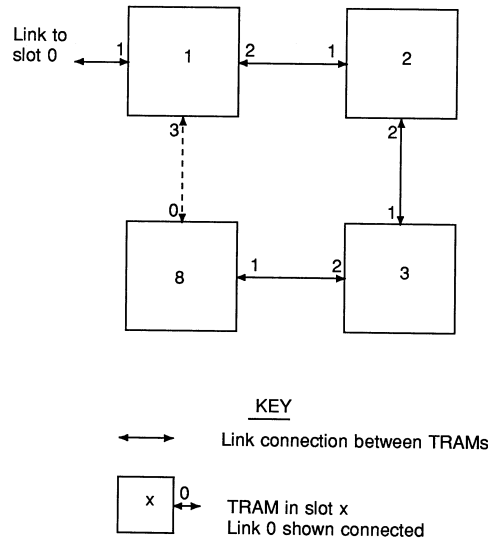 Link to
slot 0
1
1
2
1
2
3
2
0
1
8
1
2
3
KEY
Link connection between TRAMs
x
0
TRAM in slot x
Link 0 shown connected